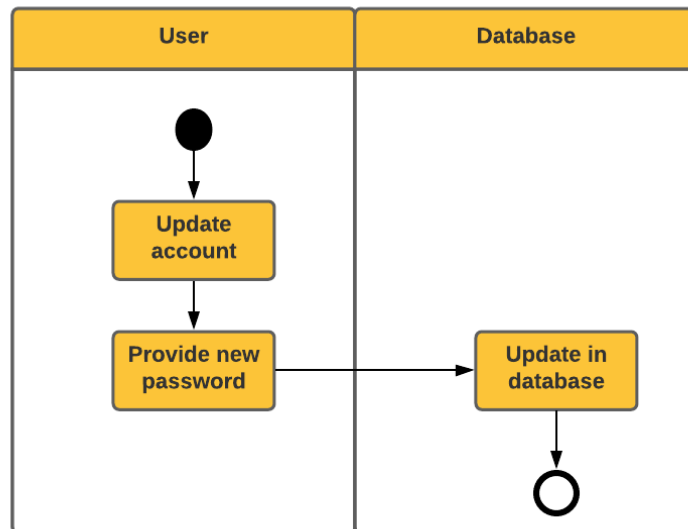 User
Database
Update
account
Provide new
password
Update in
database